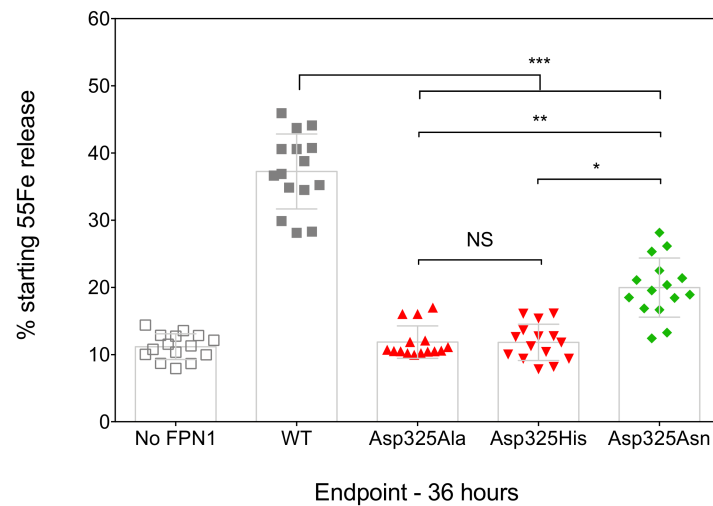 % starting 55Fe release
60
50
40
30
20
10
0
***
**
*
NS
No FPN1 WT Asp325Ala Asp325His Asp325Asn
Endpoint - 36 hours